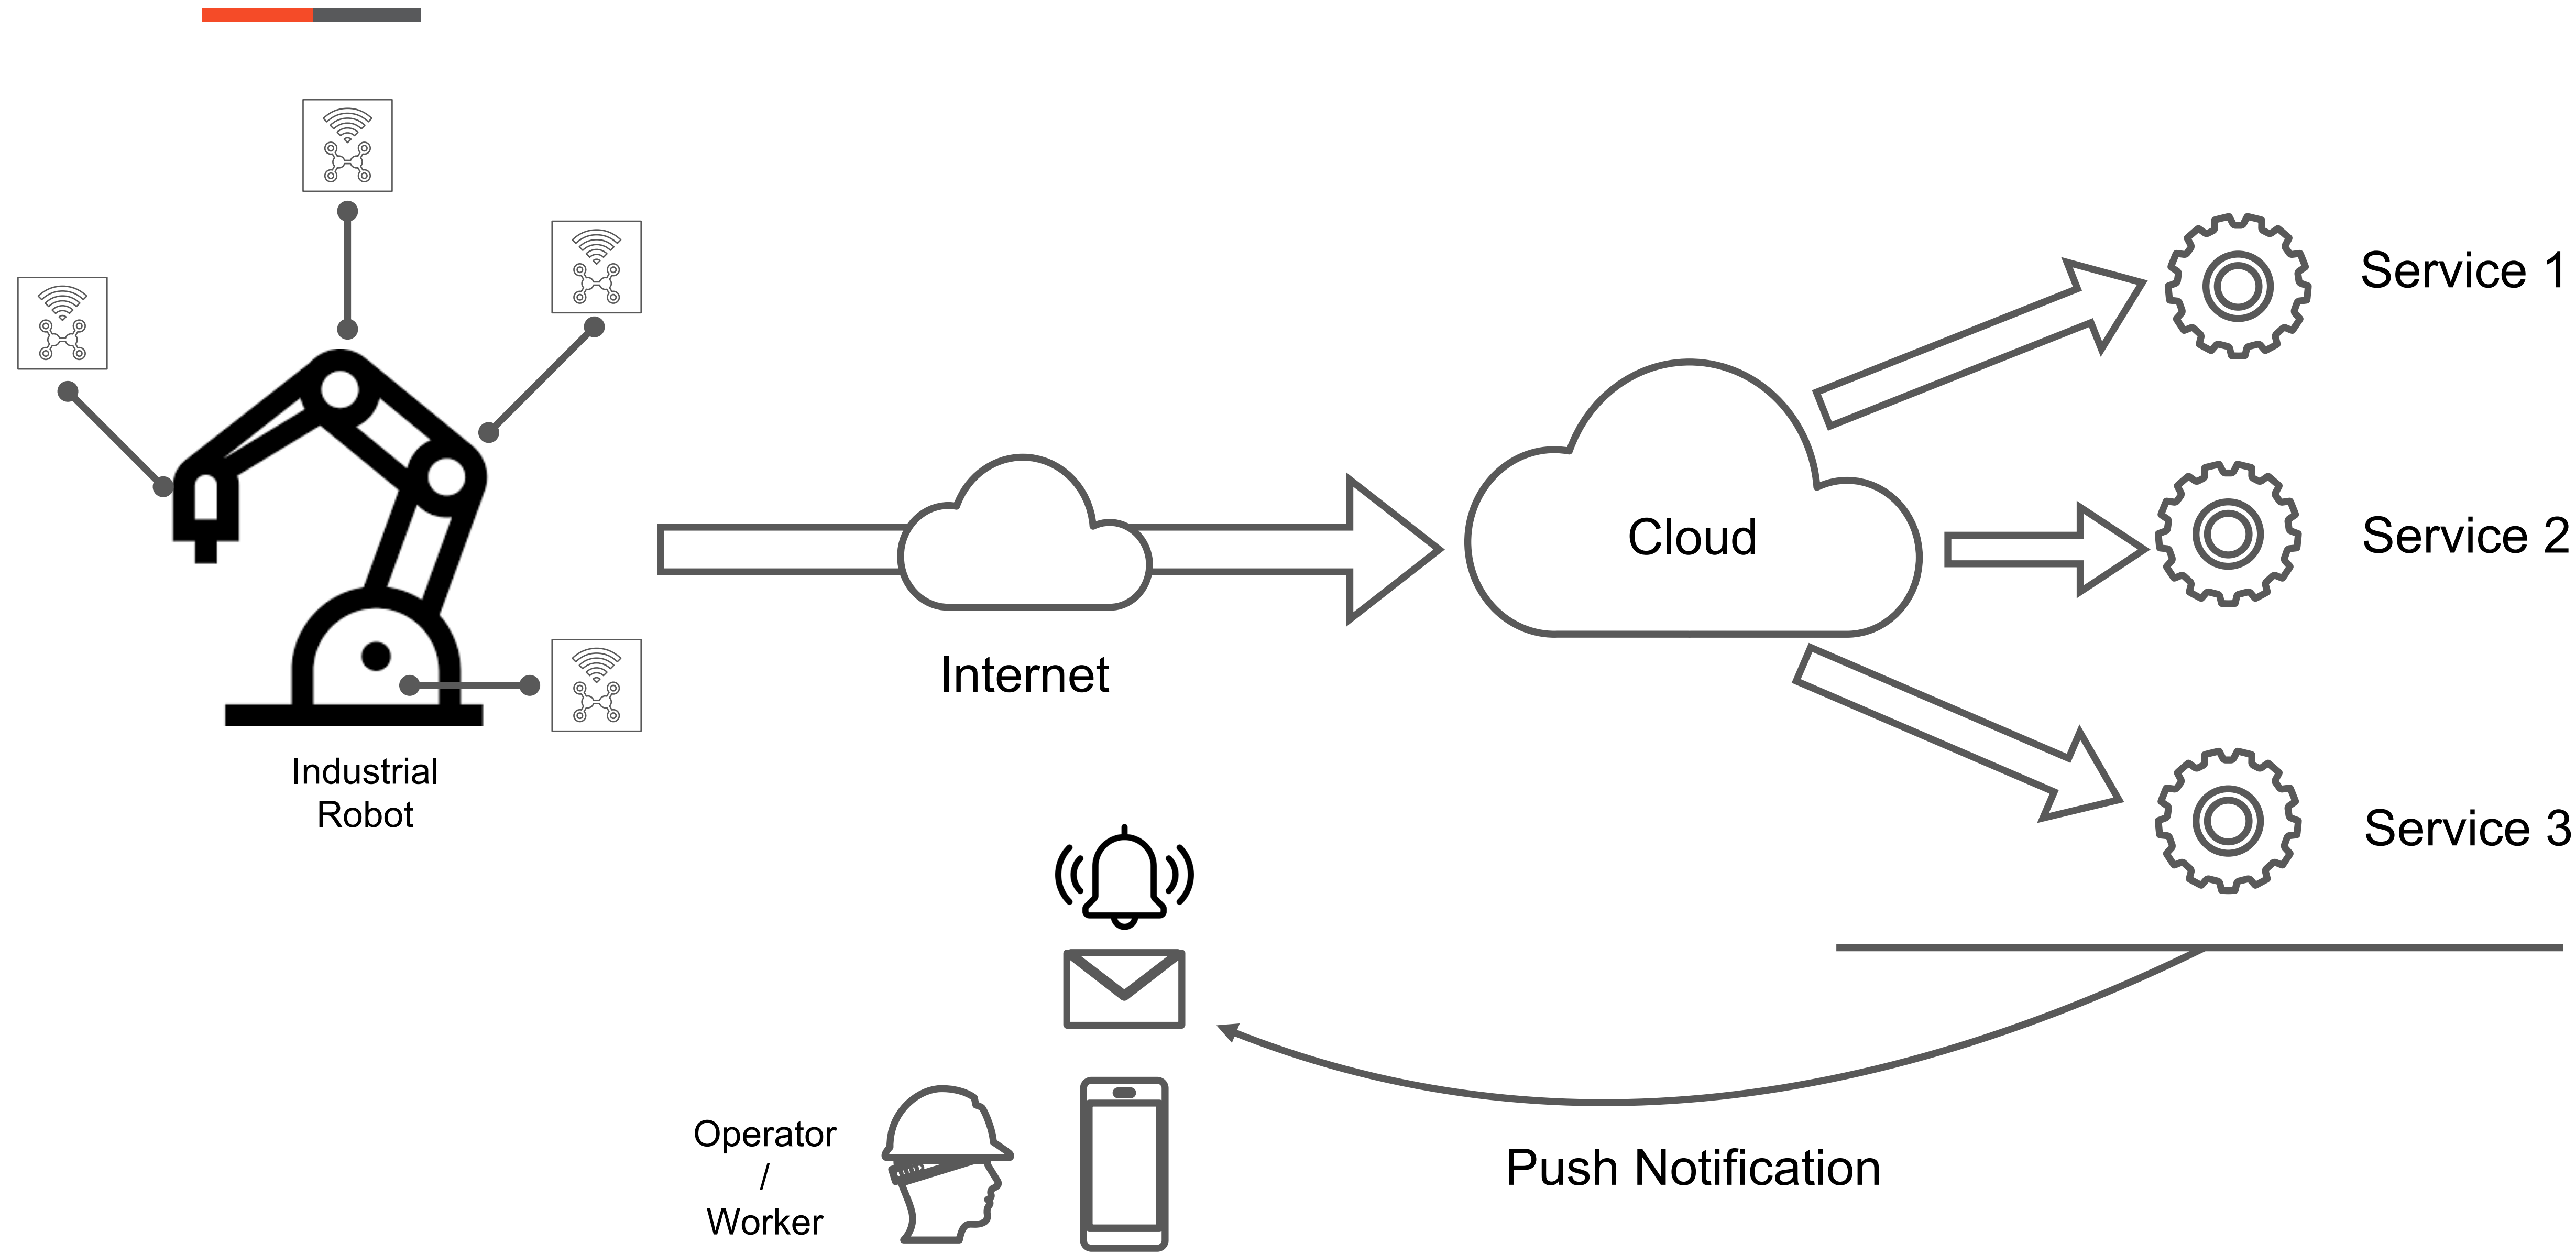 Industrial
Robot
Internet
Cloud
Service 1
Service 2
Service 3
Operator
/
Worker
Push Notification